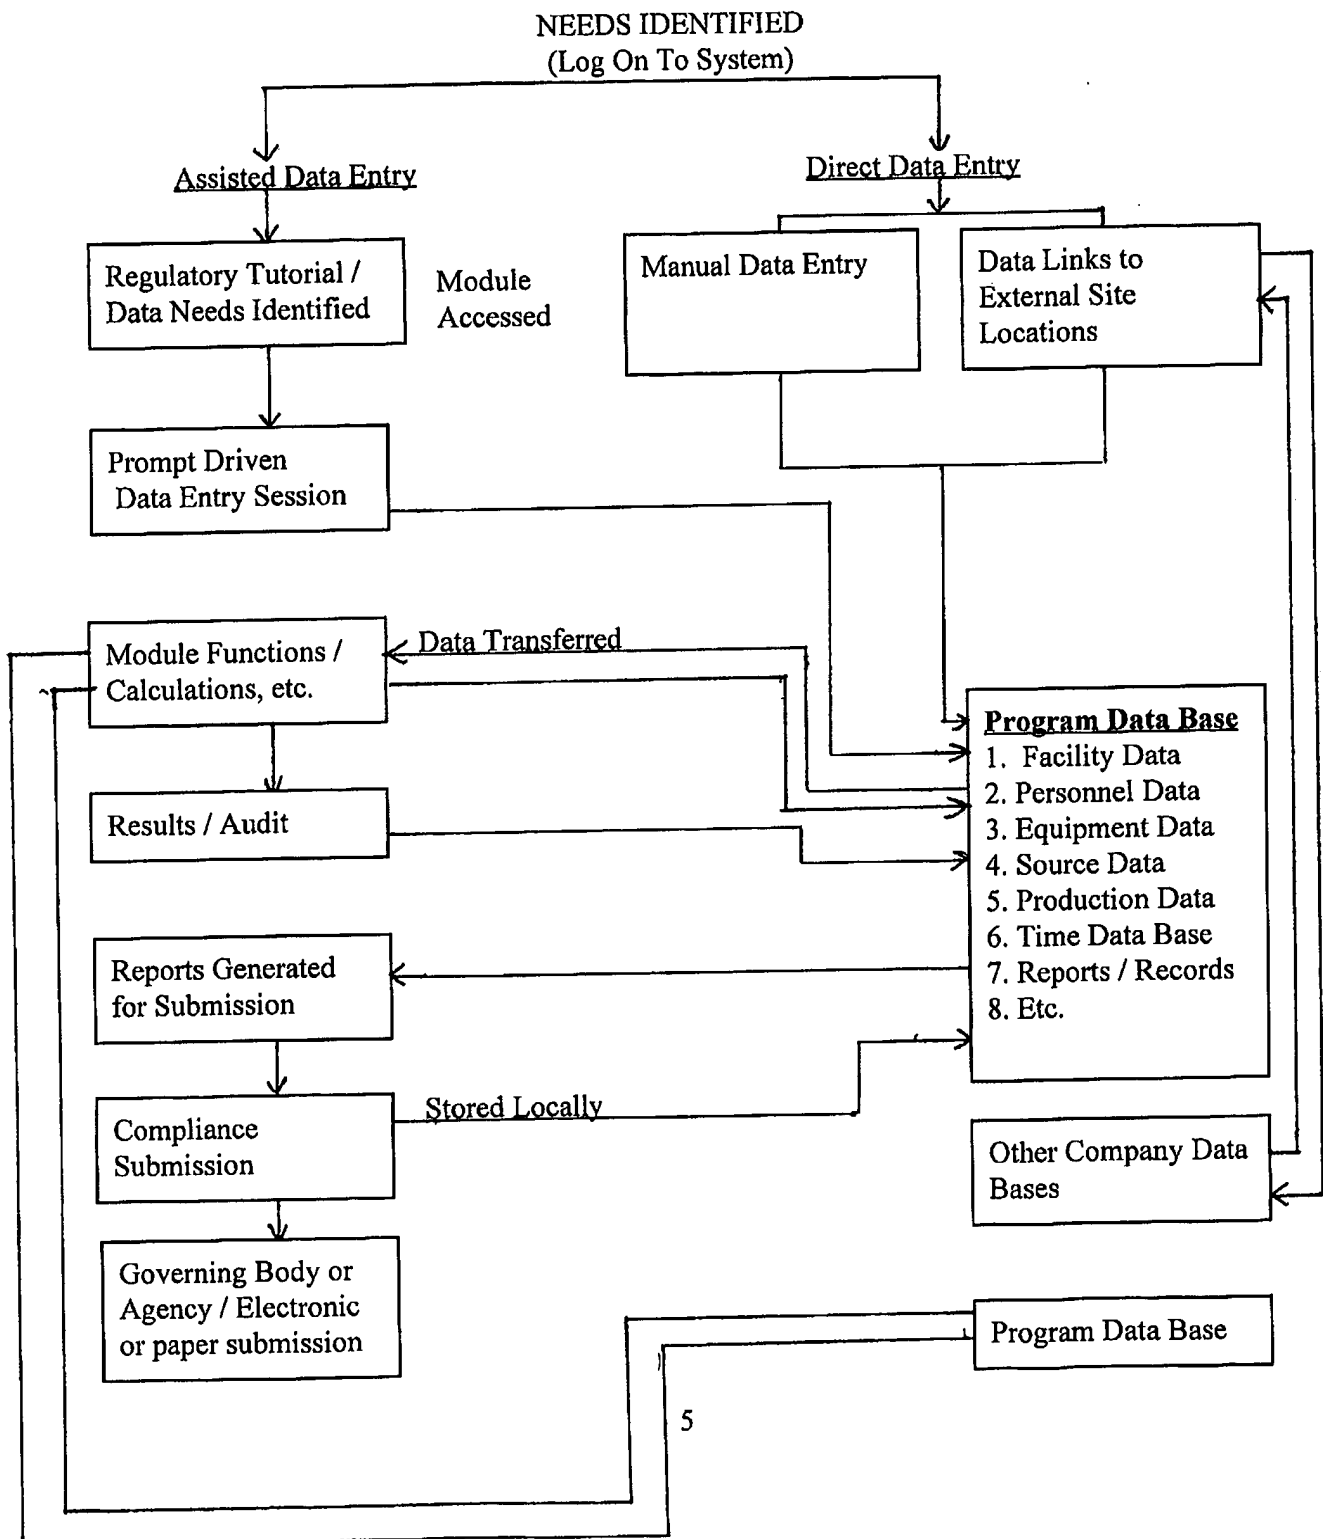 NEEDS IDENTIFIED
(Log On To System)
Assisted Data Entry
Direct Data Entry
Regulatory Tutorial /
Data Needs Identified
Module
Accessed
Manual Data Entry
Data Links to
External Site
Locations
Prompt Driven
Data Entry Session
Module Functions /
Calculations, etc.
Data Transferred
Results / Audit
Program Data Base
1. Facility Data
2. Personnel Data
3. Equipment Data
4. Source Data
5. Production Data
6. Time Data Base
7. Reports / Records
8. Etc.
Reports Generated
for Submission
Compliance
Submission
Stored Locally
Other Company Data
Bases
Governing Body or
Agency / Electronic
or paper submission
Program Data Base
5